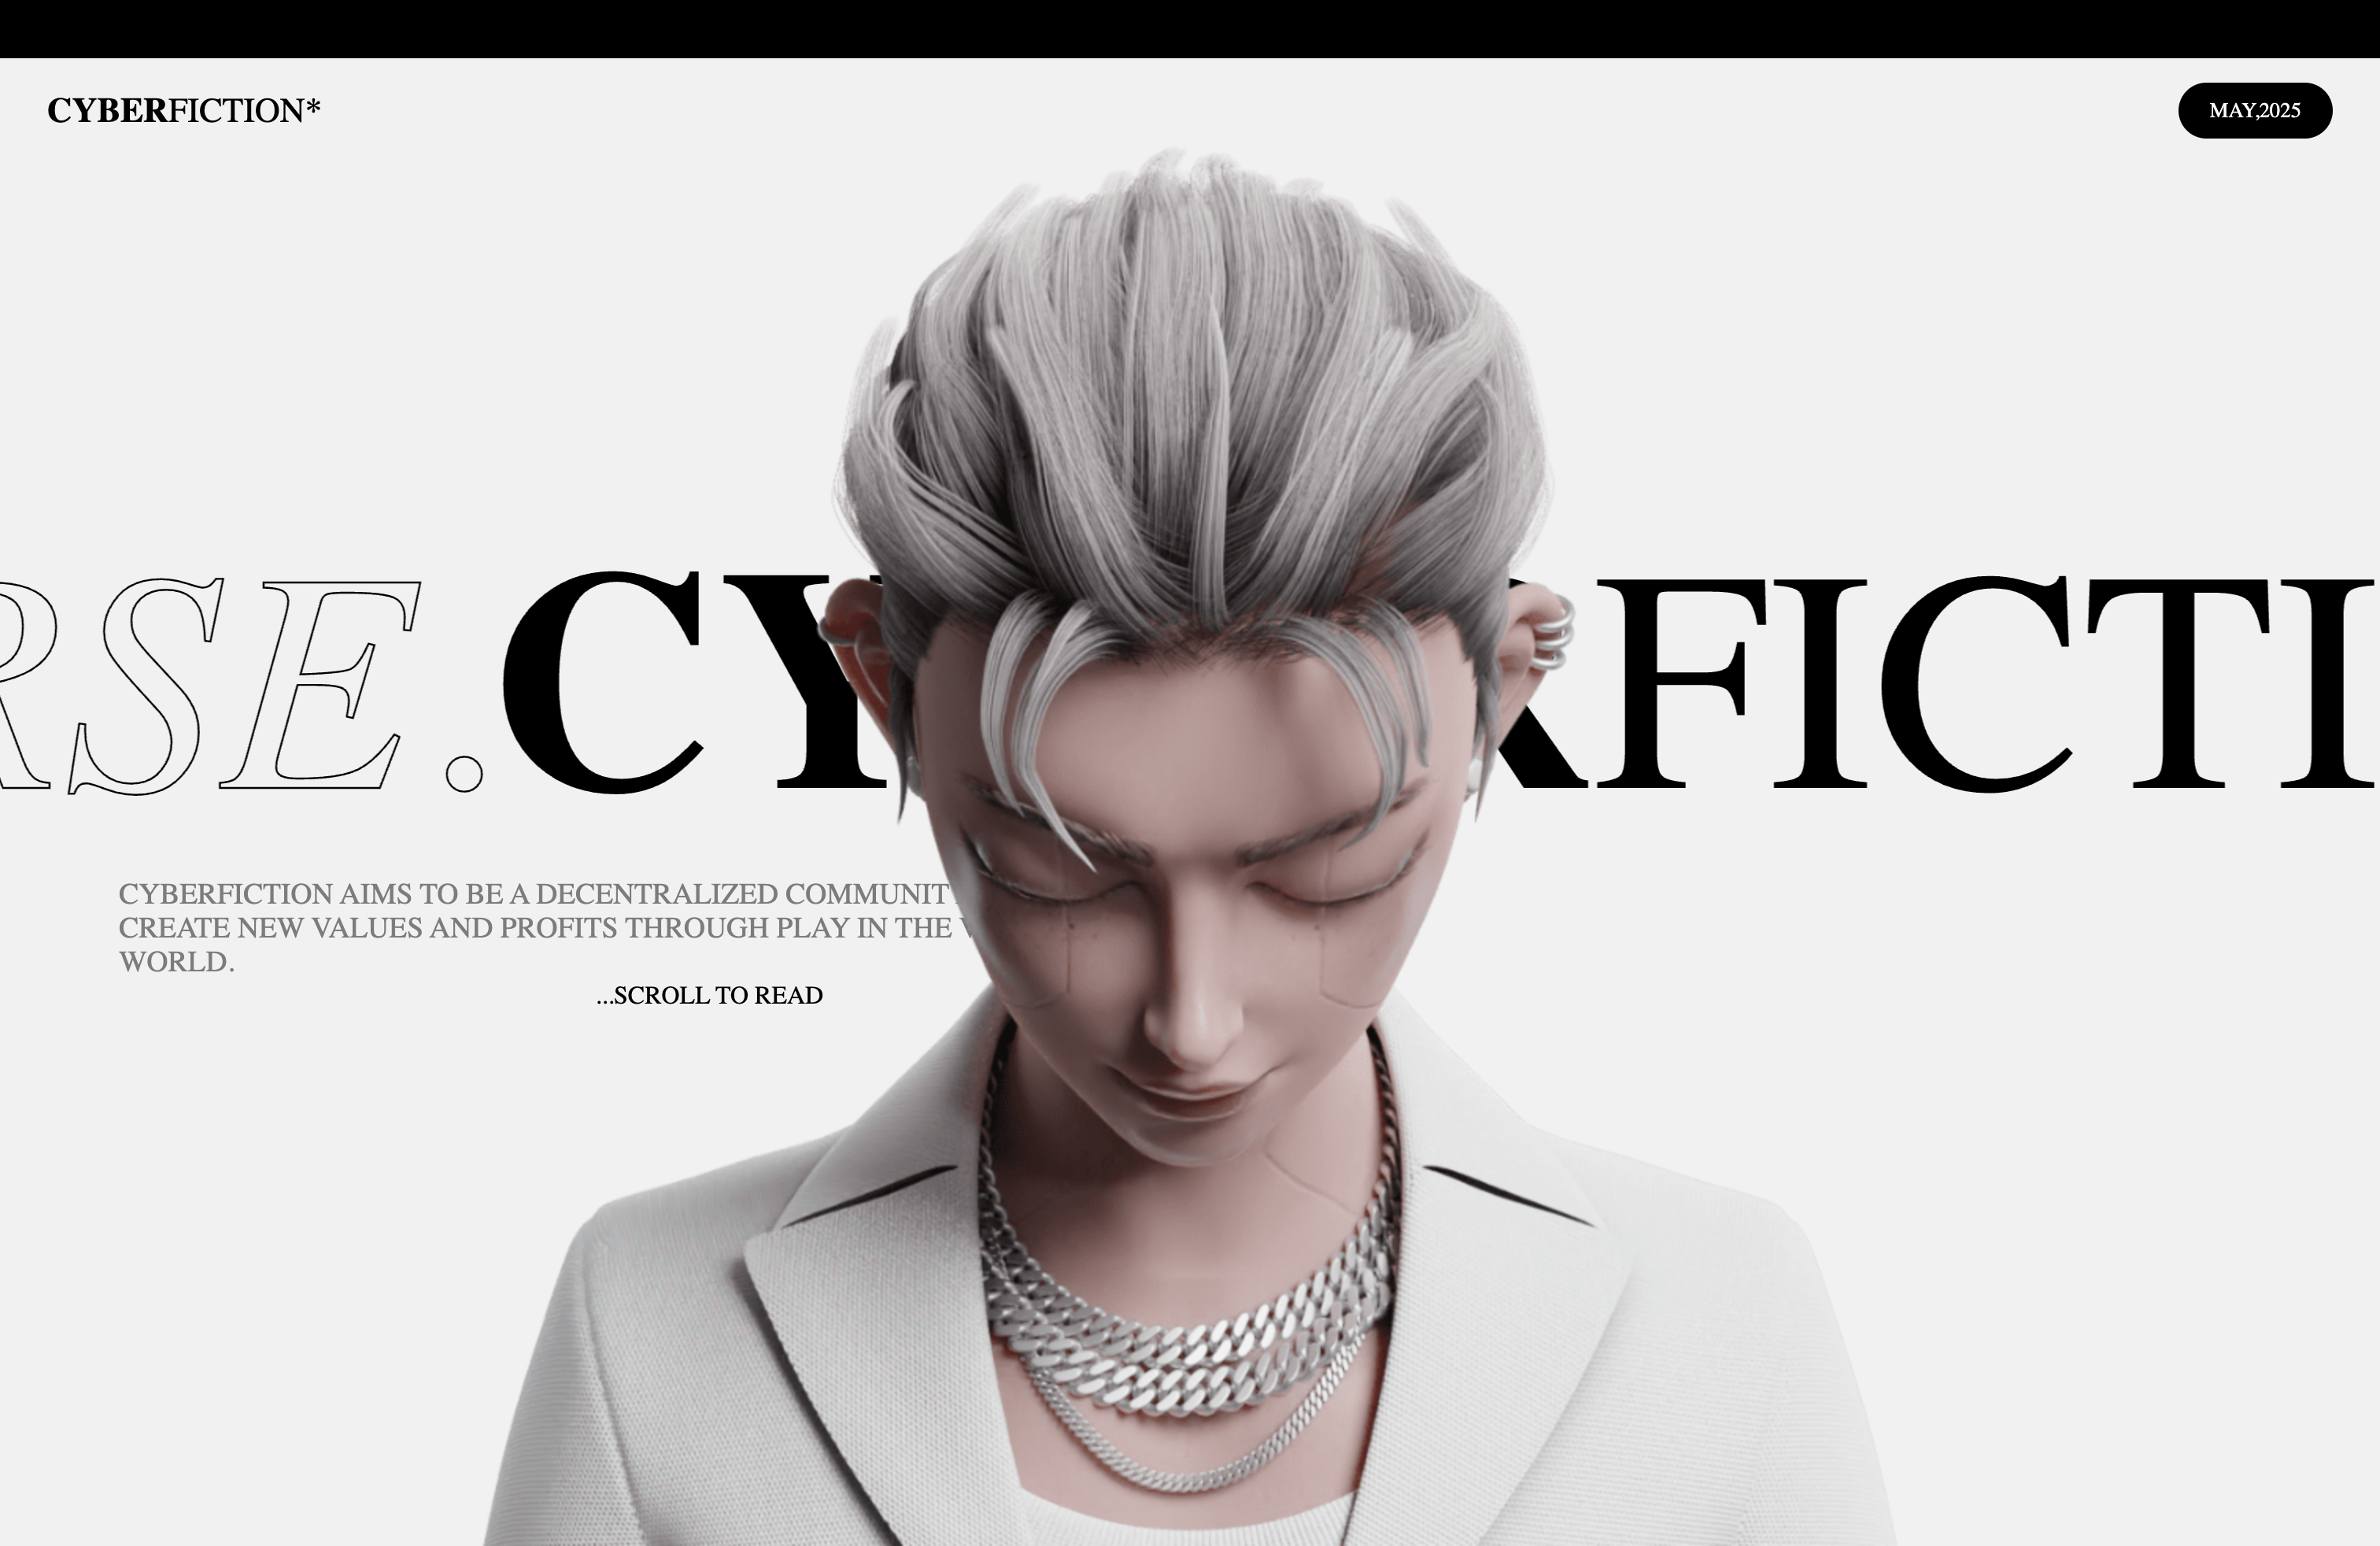 CYBERFICTION*
MAY,2025
RSE.CY RFICTI
CYBERFICTION AIMS TO BE A DECENTRALIZED
CREATE NEW VALUES AND PROFITS THROUGH PLAY IN THE
WORLD.
...SCROLL TO READ